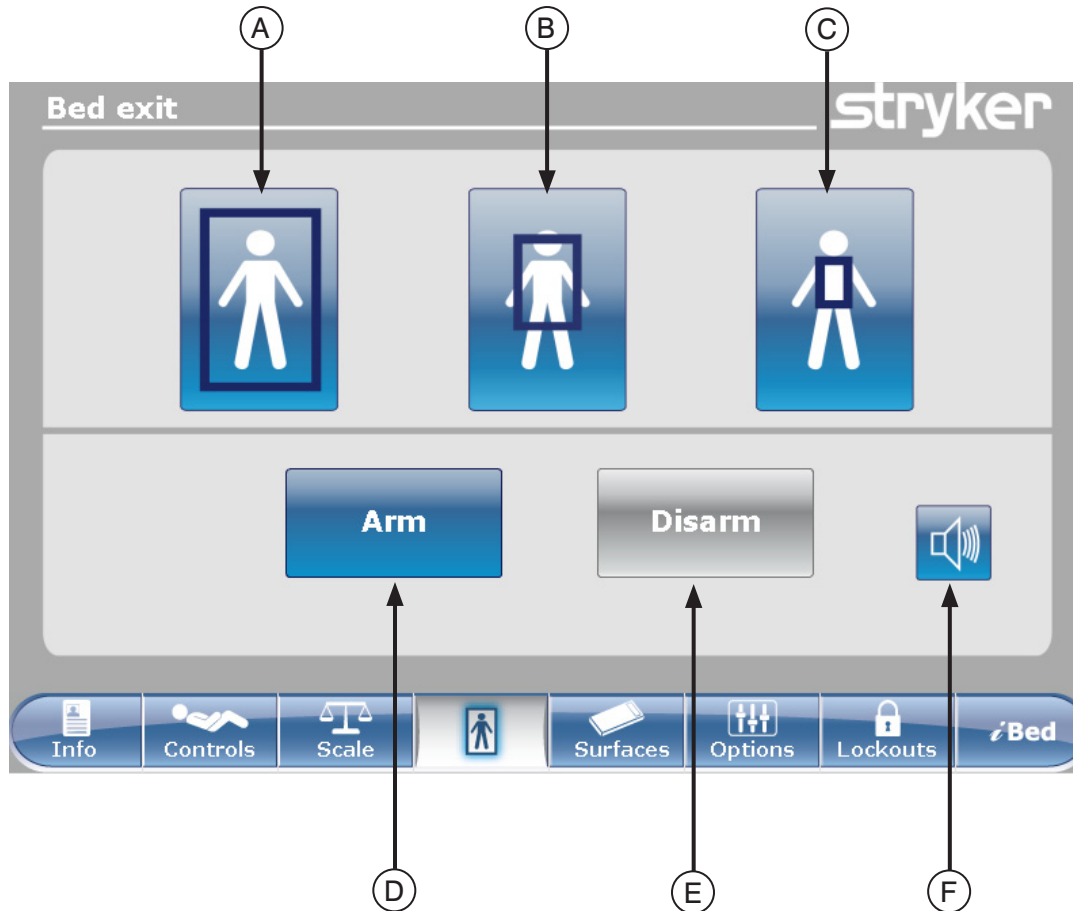 A B C
Bed exit
stryker
Arm Disarm
Info Controls Scale Surfaces Options Lockouts iBed
D E F